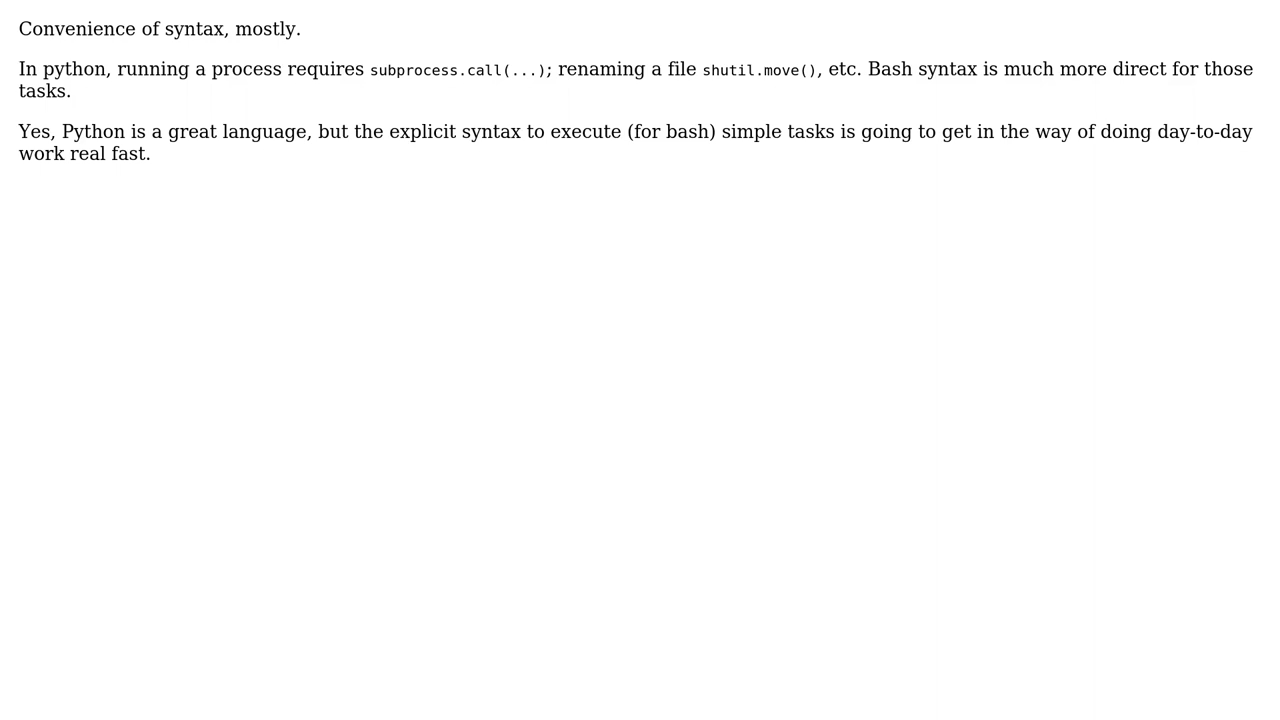 Convenience of syntax, mostly.
In python, running a process requires subprocess.call(...); renaming a file shutil.move(), etc. Bash syntax is much more direct for those
tasks.
Yes, Python is a great language, but the explicit syntax to execute (for bash) simple tasks is going to get in the way of doing day-to-day
work real fast.